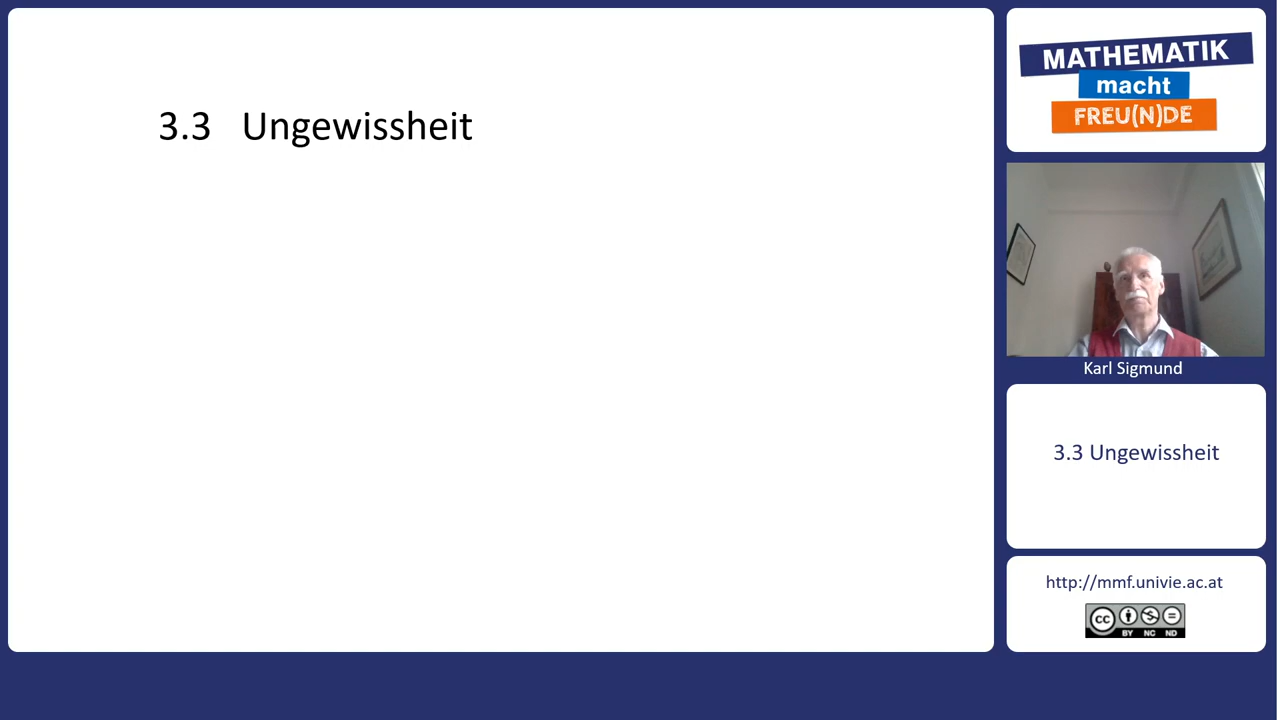 3.3 Ungewissheit
MATHEMATIK
macht
FREU(N)DE
Karl Sigmund
3.3 Ungewissheit
http://mmf.univie.ac.at
CC
BY NC ND